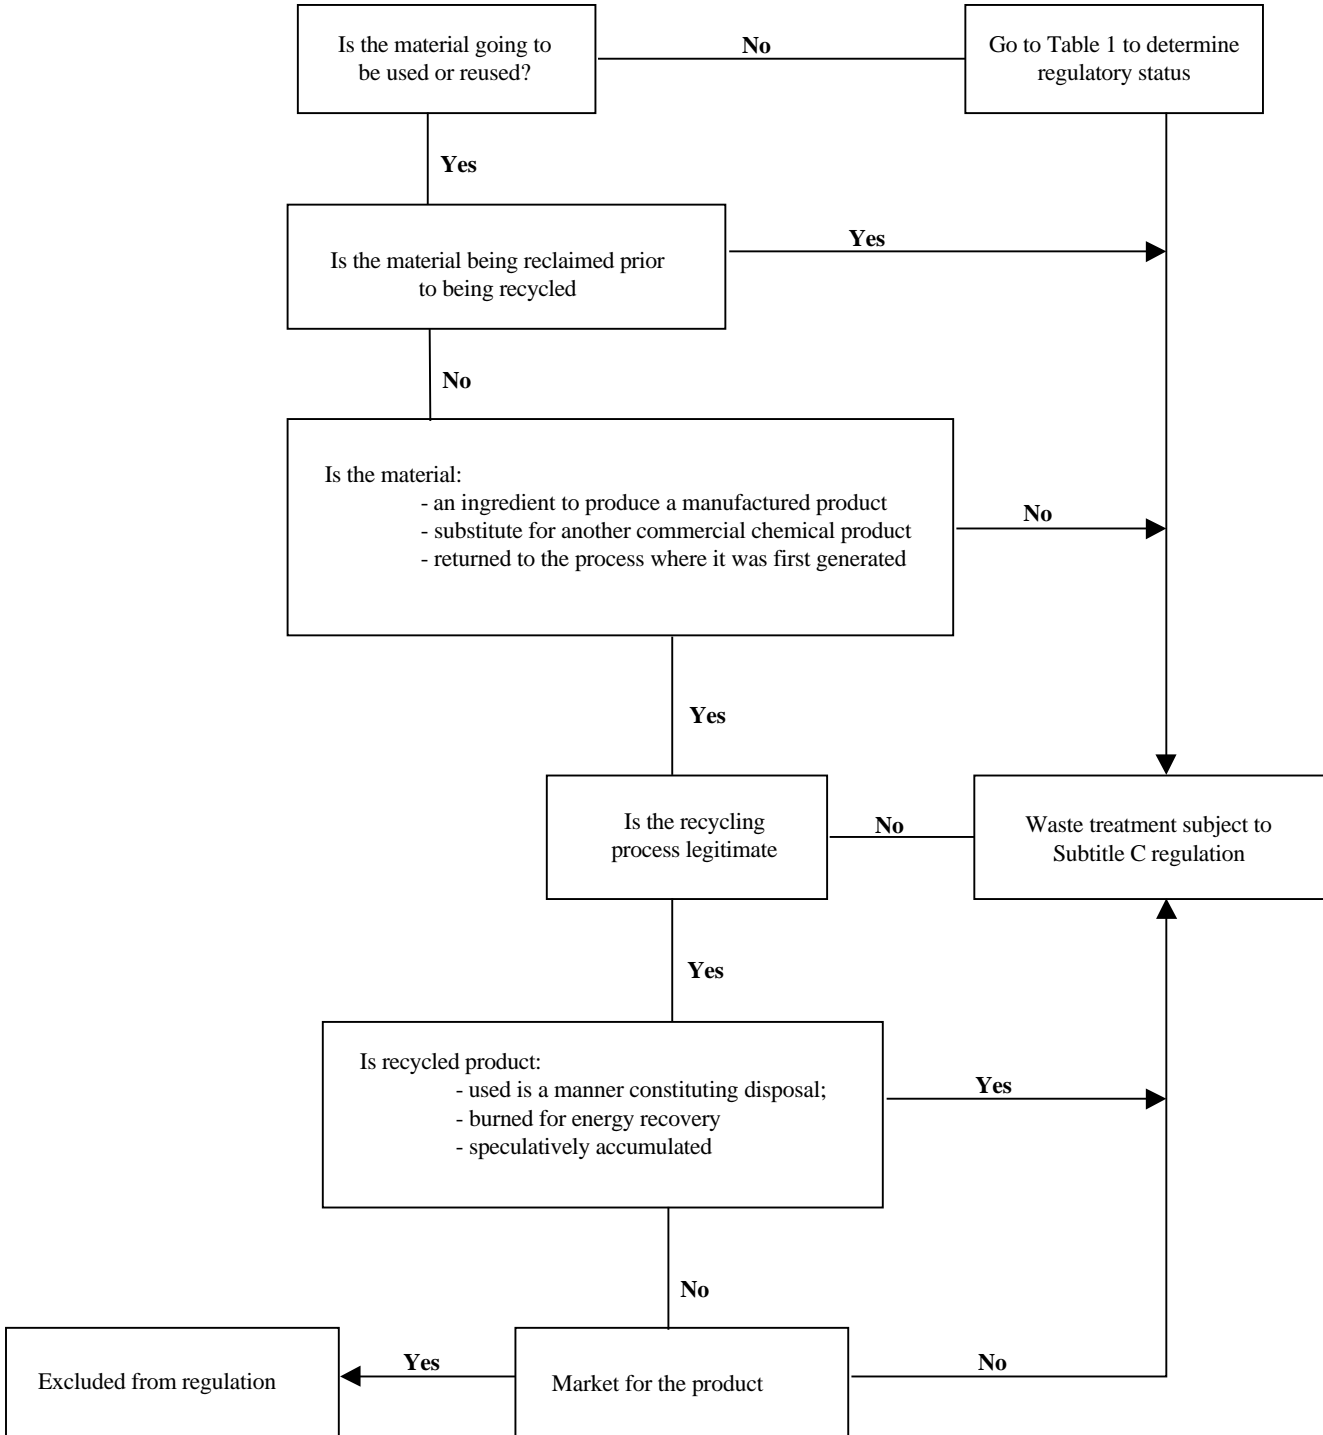 Is the material going to
be used or reused?
No
Go to Table 1 to determine
regulatory status
Yes
Is the material being reclaimed prior
to being recycled
Yes
No
Is the material:
- an ingredient to produce a manufactured product
- substitute for another commercial chemical product
- returned to the process where it was first generated
No
Yes
Is the recycling
process legitimate
No
Waste treatment subject to
Subtitle C regulation
Yes
Is recycled product:
- used is a manner constituting disposal;
- burned for energy recovery
- speculatively accumulated
Yes
No
Excluded from regulation
Yes
Market for the product
No